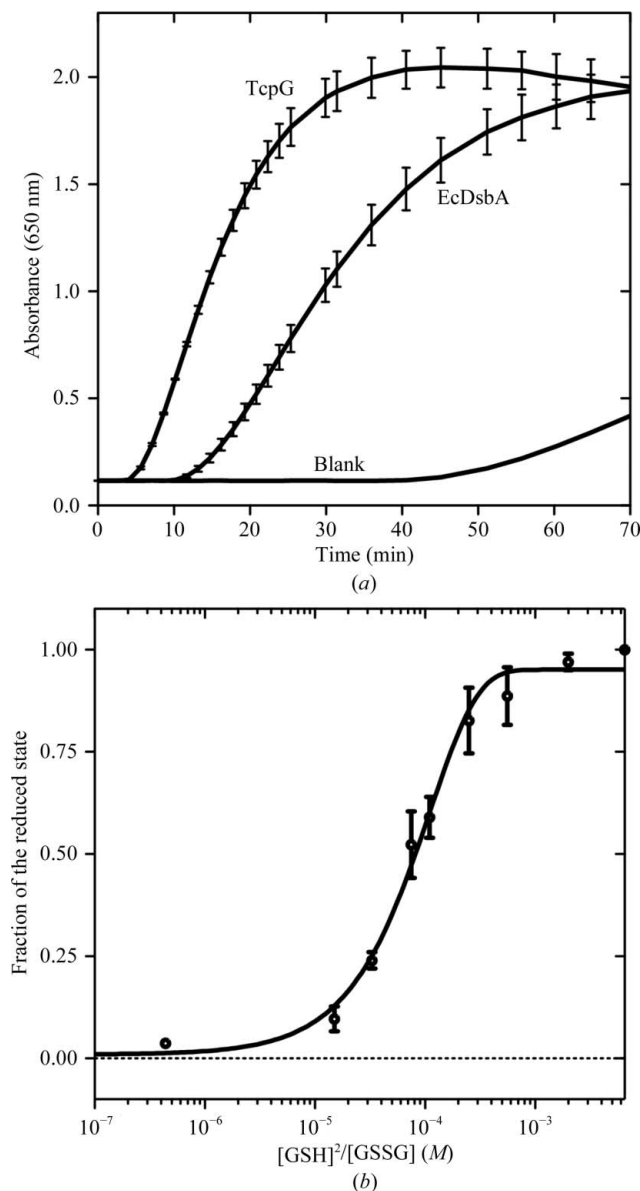 2.0
1.5
1.0
0.5
0.0
Absorbance (650 nm)
TcpG
EcDsbA
Blank
0 10 20 30 40 50 60 70
Time (min)
(a)
1.00
0.75
0.50
0.25
0.00
Fraction of the reduced state
10⁻⁷ 10⁻⁶ 10⁻⁵ 10⁻⁴ 10⁻³
[GSH]²/[GSSG] (M)
(b)